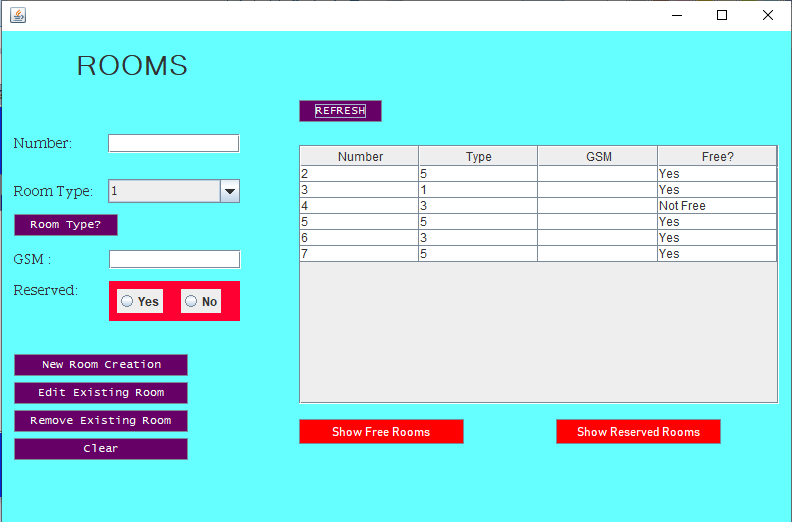 ROOMS
REFRESH
Number:
Room Type: 1
Room Type?
GSM :
Reserved: Yes No
New Room Creation
Edit Existing Room
Remove Existing Room
Clear
Number Type GSM Free?
2 5 Yes
3 1 Yes
4 3 Not Free
5 5 Yes
6 3 Yes
7 5 Yes
Show Free Rooms Show Reserved Rooms